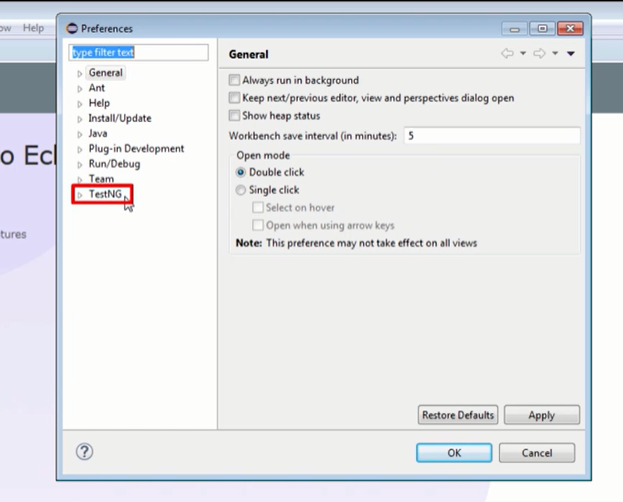 ow Help
Preferences
type filter text
General
Ant
Help
Install/Update
Java
Plug-in Development
Run/Debug
Team
TestNG
General
Always run in background
Keep next/previous editor, view and perspectives dialog open
Show heap status
Workbench save interval (in minutes): 5
Open mode
Double click
Single click
Select on hover
Open when using arrow keys
Note: This preference may not take effect on all views
Restore Defaults Apply
? OK Cancel
o Ecl
tures